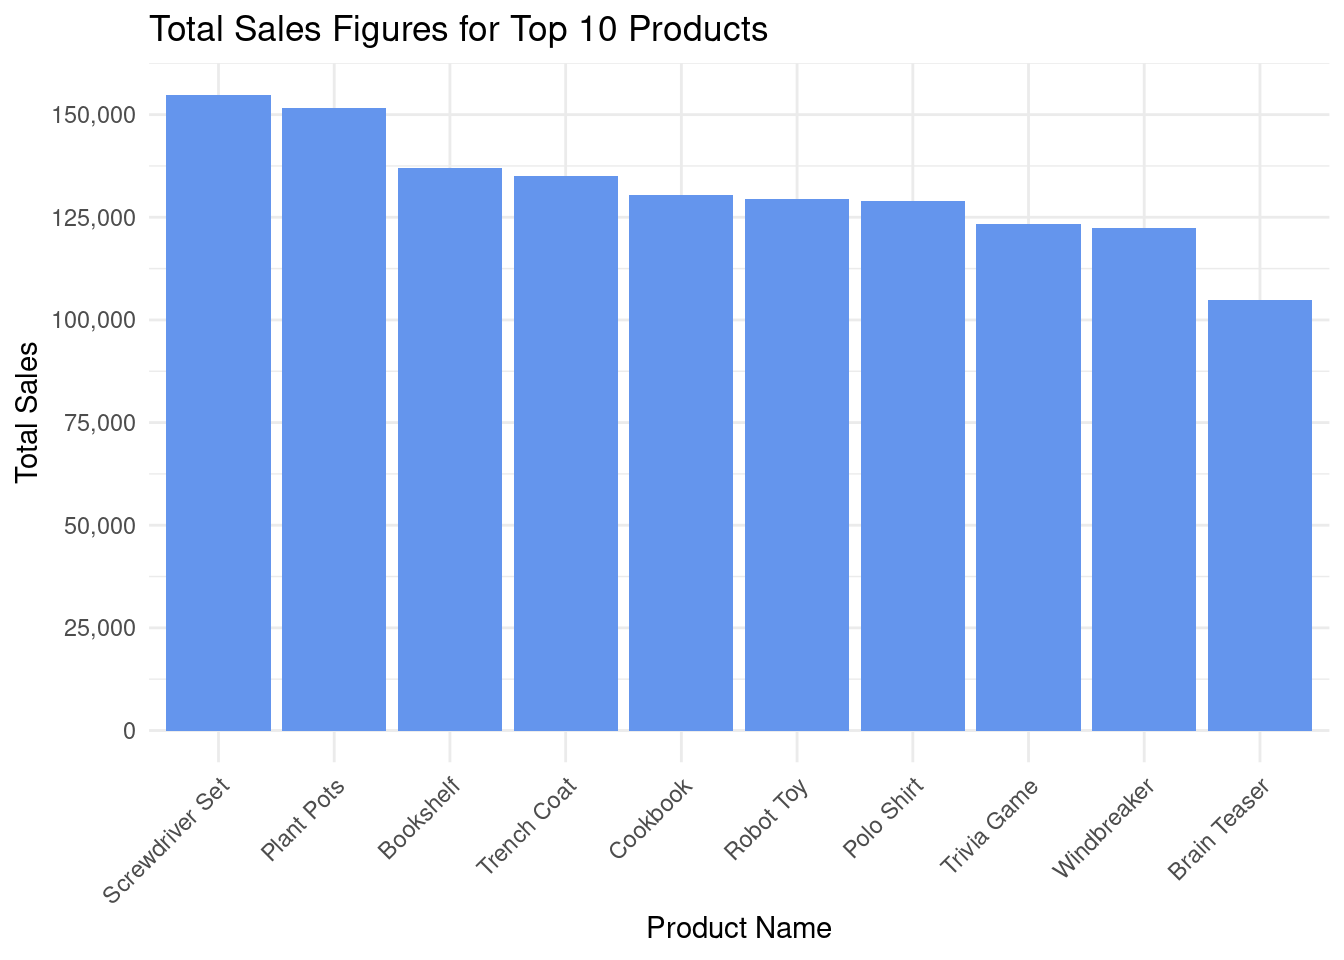 Total Sales Figures for Top 10 Products
Total Sales
150,000
125,000
100,000
75,000
50,000
25,000
0
Screwdriver Set
Plant Pots
Bookshelf
Trench Coat
Cookbook
Robot Toy
Polo Shirt
Trivia Game
Windbreaker
Brain Teaser
Product Name